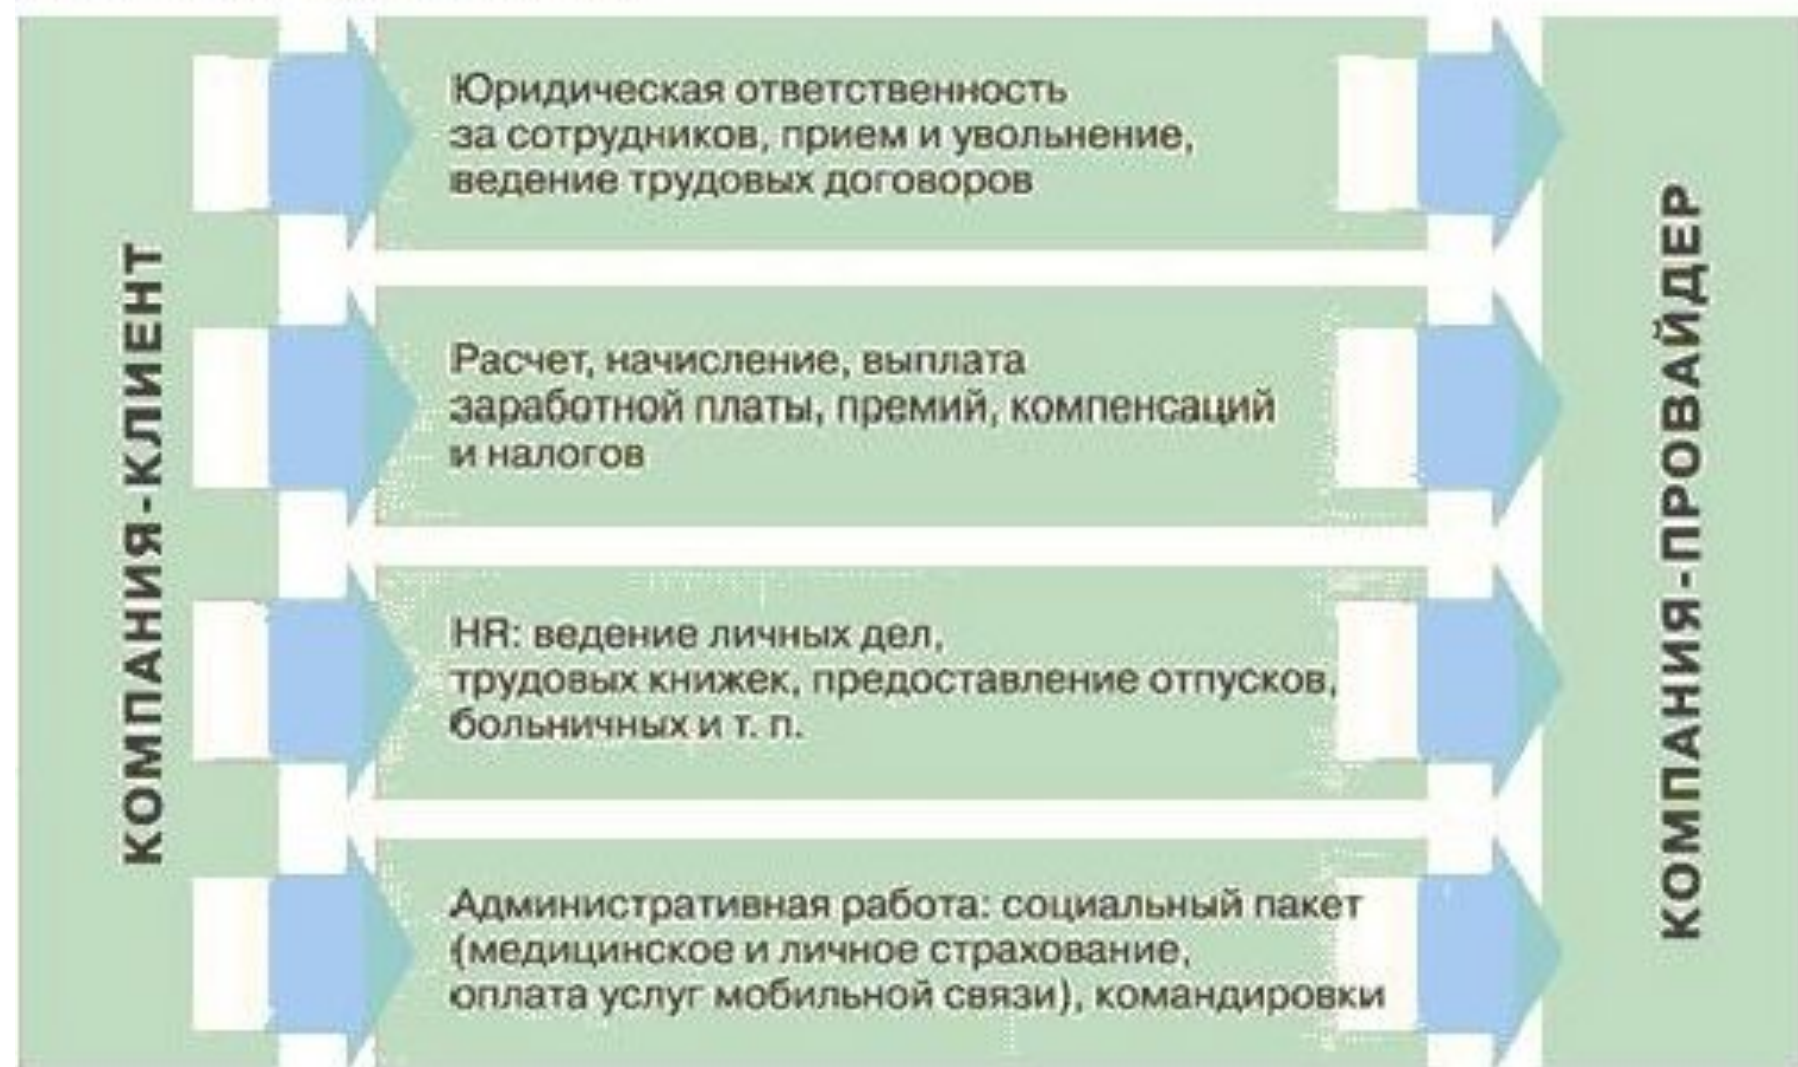 КОМПАНИЯ-КЛИЕНТ
Юридическая ответственность
за сотрудников, прием и увольнение,
ведение трудовых договоров
Расчет, начисление, выплата
заработной платы, премий, компенсаций
и налогов
HR: ведение личных дел,
трудовых книжек, предоставление отпусков,
больничных и т. п.
Административная работа: социальный пакет
(медицинское и личное страхование,
оплата услуг мобильной связи), командировки
КОМПАНИЯ-ПРОВАЙДЕР